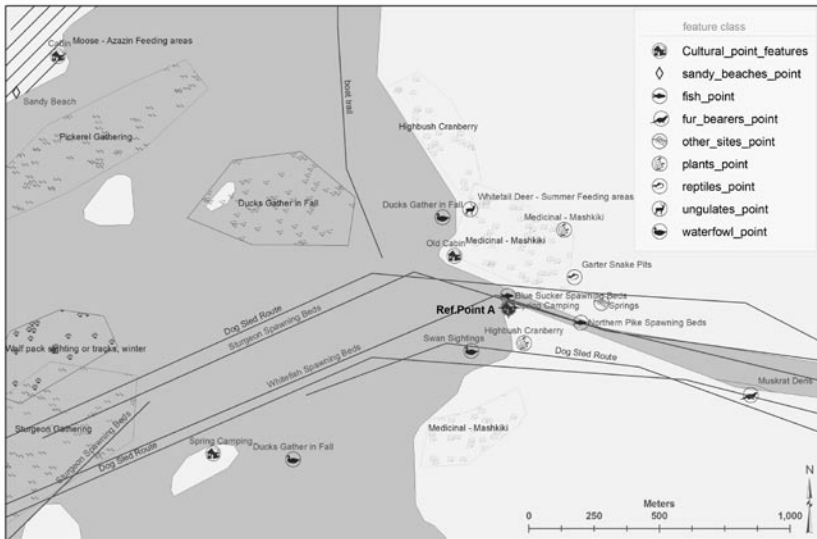 feature class
Cultural_point_features
sandy_beaches_point
fish_point
fur_bearers_point
other_sites_point
plants_point
reptiles_point
ungulates_point
waterfowl_point
Cabin
Moose - Azazin Feeding areas
Sandy Beach
boat trail
Pickerel Gathering
Highbush Cranberry
Ducks Gather in Fall
Ducks Gather in Fall
Whitetail Deer - Summer Feeding areas
Medicinal - Mashkiki
Old Cabin
Medicinal - Mashkiki
Garter Snake Pits
Blue Sucker Spawning Beds
Spring Camping
Springs
Ref.Point A
Northern Pike Spawning Beds
Dog Sled Route
Sturgeon Spawning Beds
Highbush Cranberry
Wolf pack sighting or tracks, winter
Whitefish Spawning Beds
Swan Sightings
Dog Sled Route
Muskrat Dens
Sturgeon Gathering
Sturgeon Spawning Beds
Dog Sled Route
Spring Camping
Ducks Gather in Fall
Medicinal - Mashkiki
N
Meters
0 250 500 1,000